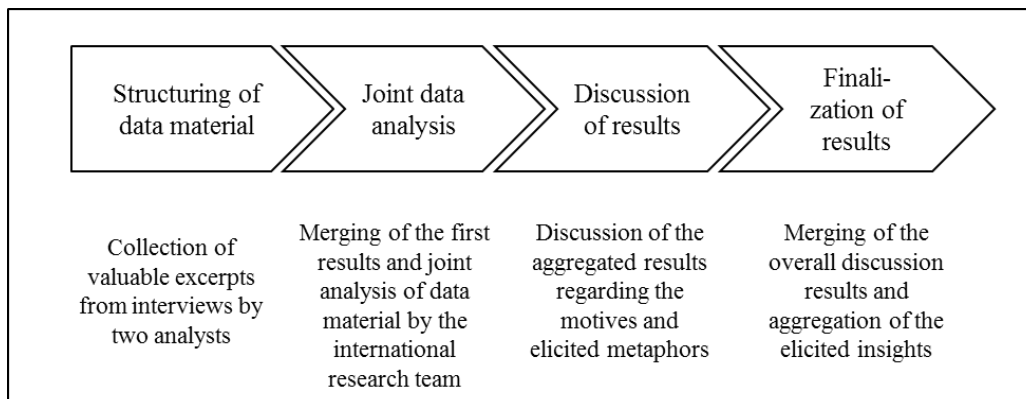 Structuring of
data material
Joint data
analysis
Discussion
of results
Finali-
zation of
results
Collection of
valuable excerpts
from interviews by
two analysts
Merging of the first
results and joint
analysis of data
material by the
international
research team
Discussion of the
aggregated results
regarding the
motives and
elicited metaphors
Merging of the
overall discussion
results and
aggregation of the
elicited insights